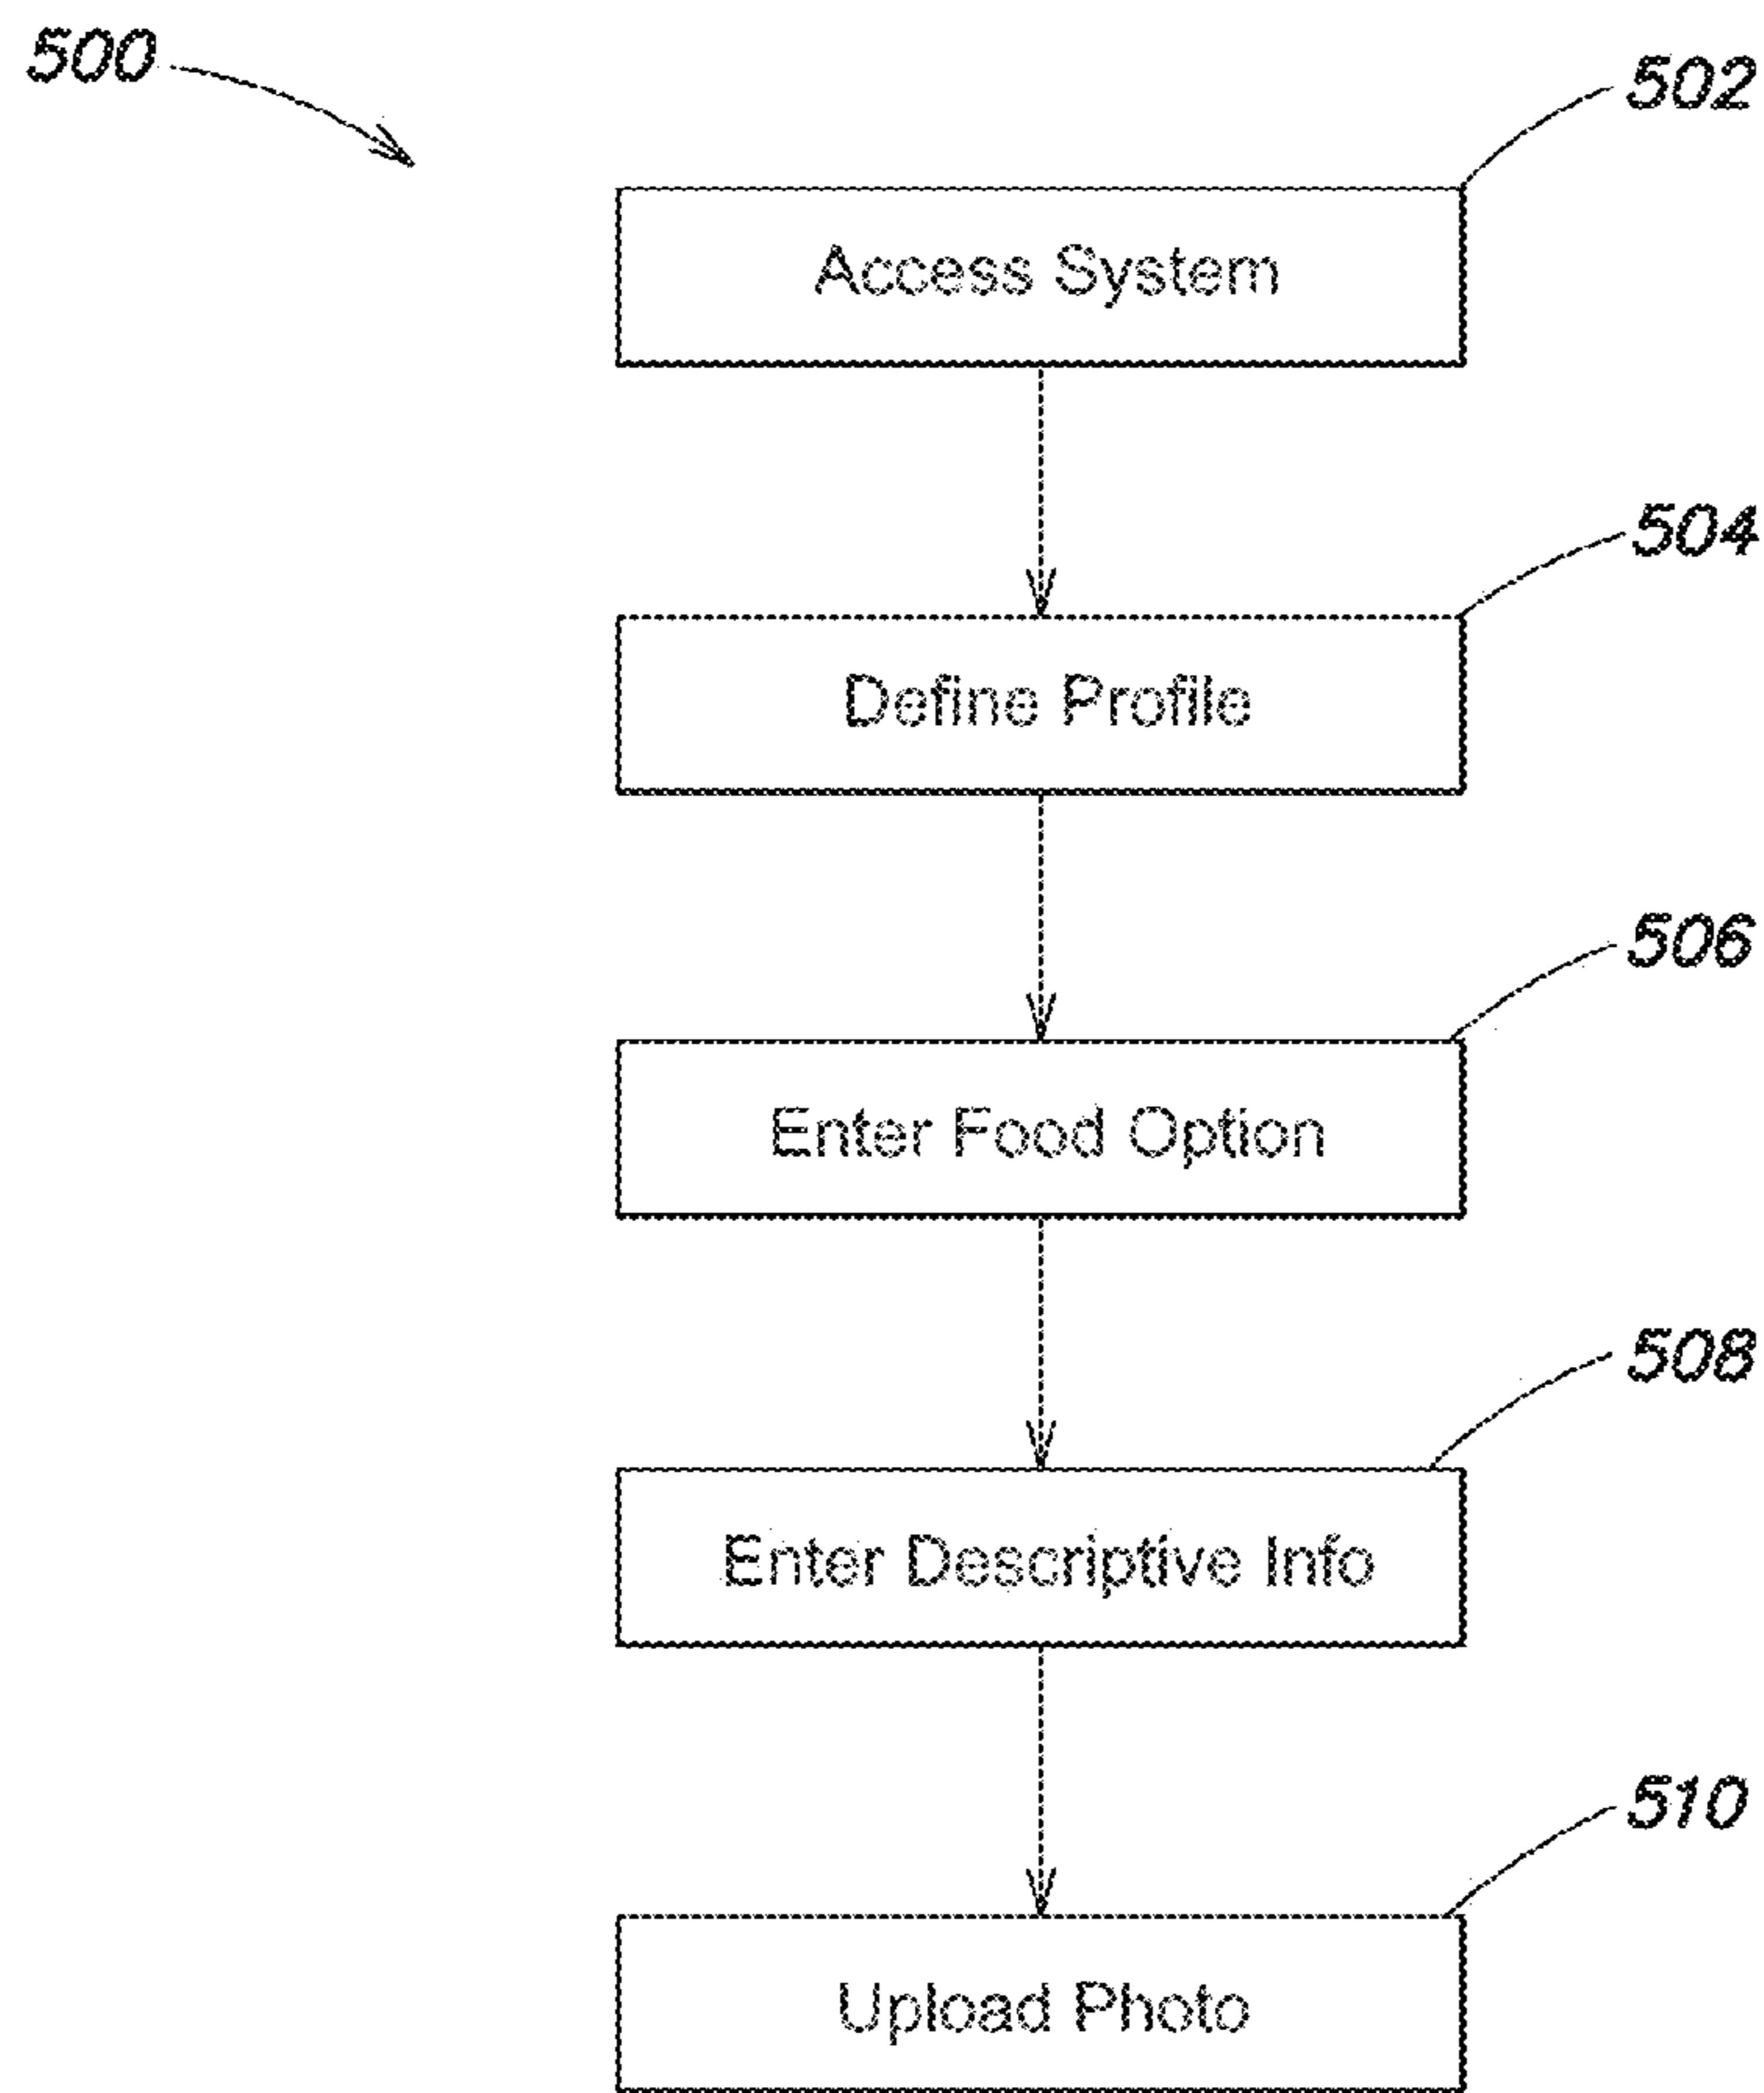 500
502
Access System
504
Define Profile
506
Enter Food Option
508
Enter Descriptive Info
510
Upload Photo